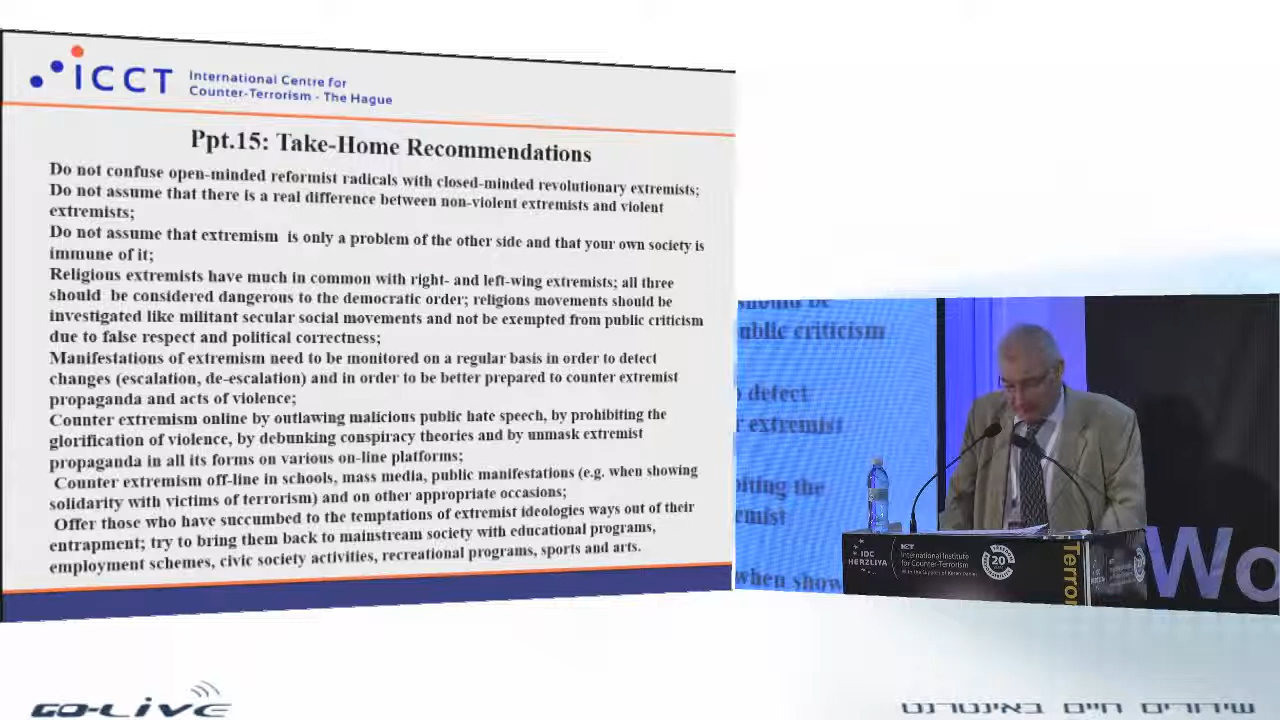 iCCT International Centre for
Counter-Terrorism - The Hague
Ppt.15: Take-Home Recommendations
Do not confuse open-minded reformist radicals with closed-minded revolutionary extremists;
Do not assume that there is a real difference between non-violent extremists and violent
extremists;
Do not assume that extremism is only a problem of the other side and that your own society is
immune of it;
Religious extremists have much in common with right- and left-wing extremists; all three
should be considered dangerous to the democratic order; religions movements should be
investigated like militant secular social movements and not be exempted from public criticism
due to false respect and political correctness;
Manifestations of extremism need to be monitored on a regular basis in order to detect
changes (escalation, de-escalation) and in order to be better prepared to counter extremist
propaganda and acts of violence;
Counter extremism online by outlawing malicious public hate speech, by prohibiting the
glorification of violence, by debunking conspiracy theories and by unmask extremist
propaganda in all its forms on various on-line platforms;
Counter extremism off-line in schools, mass media, public manifestations (e.g. when showing
solidarity with victims of terrorism) and on other appropriate occasions;
Offer those who have succumbed to the temptations of extremist ideologies ways out of their
entrapment; try to bring them back to mainstream society with educational programs,
employment schemes, civic society activities, recreational programs, sports and arts.
should be
public criticism
detect
extremist
the
when show
IDC
HERZLIYA
ICT
International Institute
for Counter-Terrorism
20
Terror
Wo
GO-LIVE
שידורים חיים באינטרנט